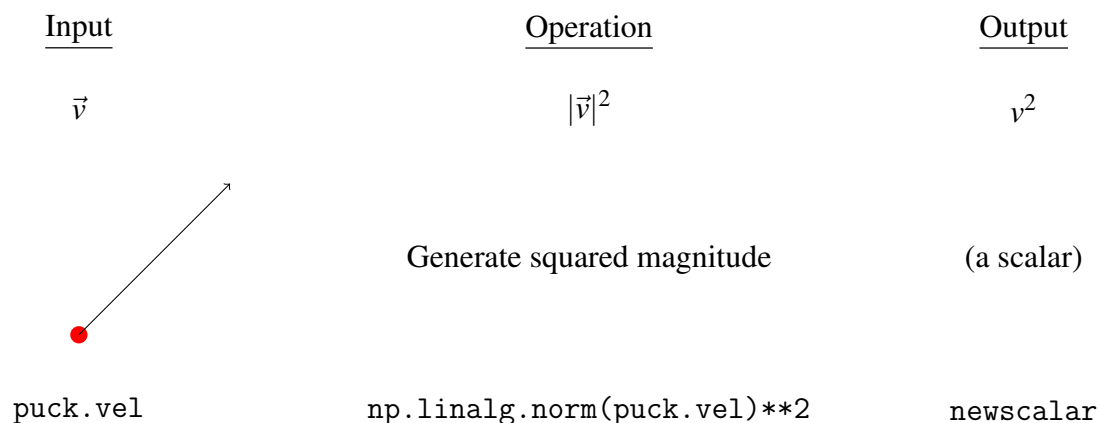 Input Operation Output
v⃗ |v⃗|² v²
Generate squared magnitude (a scalar)
puck.vel np.linalg.norm(puck.vel)**2 newscalar